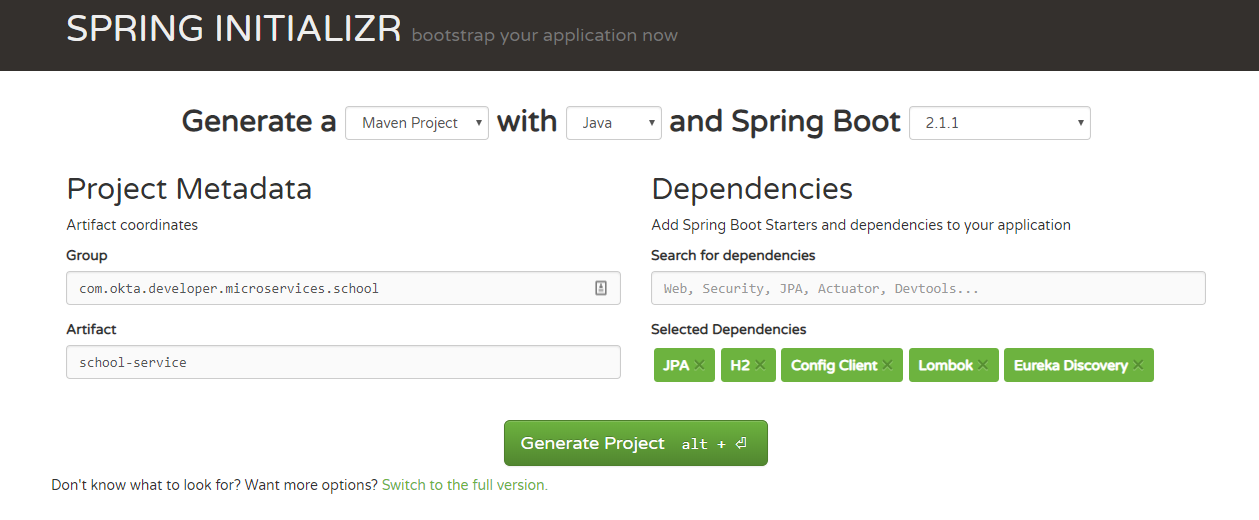 SPRING INITIALIZR bootstrap your application now
Generate a Maven Project with Java and Spring Boot 2.1.1
Project Metadata
Artifact coordinates
Group
com.okta.developer.microservices.school
Artifact
school-service
Dependencies
Add Spring Boot Starters and dependencies to your application
Search for dependencies
Web, Security, JPA, Actuator, Devtools...
Selected Dependencies
JPA × H2 × Config Client × Lombok × Eureka Discovery ×
Generate Project alt + ⏎
Don't know what to look for? Want more options? Switch to the full version.